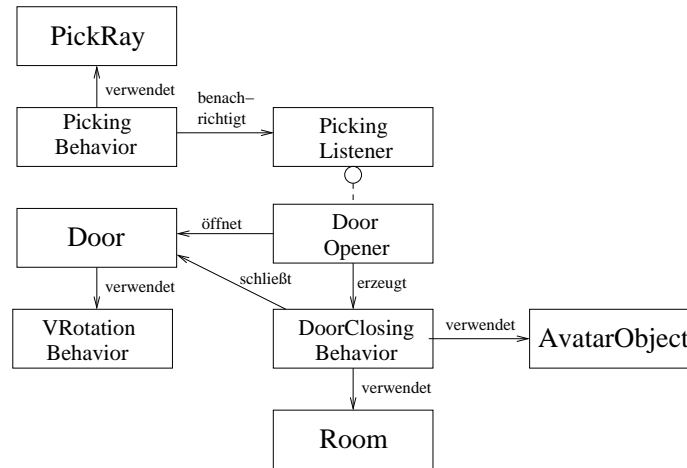 PickRay
verwendet
benach–
richtigt
Picking
Behavior
Picking
Listener
Door
öffnet
Door
Opener
verwendet
schließt
erzeugt
VRotation
Behavior
DoorClosing
Behavior
verwendet
AvatarObject
verwendet
Room